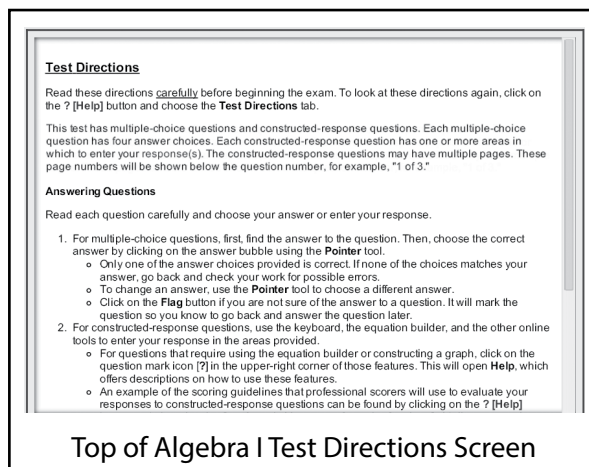 Test Directions
Read these directions carefully before beginning the exam. To look at these directions again, click on
the ? [Help] button and choose the Test Directions tab.
This test has multiple-choice questions and constructed-response questions. Each multiple-choice
question has four answer choices. Each constructed-response question has one or more areas in
which to enter your response(s). The constructed-response questions may have multiple pages. These
page numbers will be shown below the question number, for example, "1 of 3."
Answering Questions
Read each question carefully and choose your answer or enter your response.
1. For multiple-choice questions, first, find the answer to the question. Then, choose the correct
answer by clicking on the answer bubble using the Pointer tool.
o Only one of the answer choices provided is correct. If none of the choices matches your
answer, go back and check your work for possible errors.
o To change an answer, use the Pointer tool to choose a different answer.
o Click on the Flag button if you are not sure of the answer to a question. It will mark the
question so you know to go back and answer the question later.
2. For constructed-response questions, use the keyboard, the equation builder, and the other online
tools to enter your response in the areas provided.
o For questions that require using the equation builder or constructing a graph, click on the
question mark icon [?] in the upper-right corner of those features. This will open Help, which
offers descriptions on how to use these features.
o An example of the scoring guidelines that professional scorers will use to evaluate your
responses to constructed-response questions can be found by clicking on the ? [Help]
Top of Algebra I Test Directions Screen